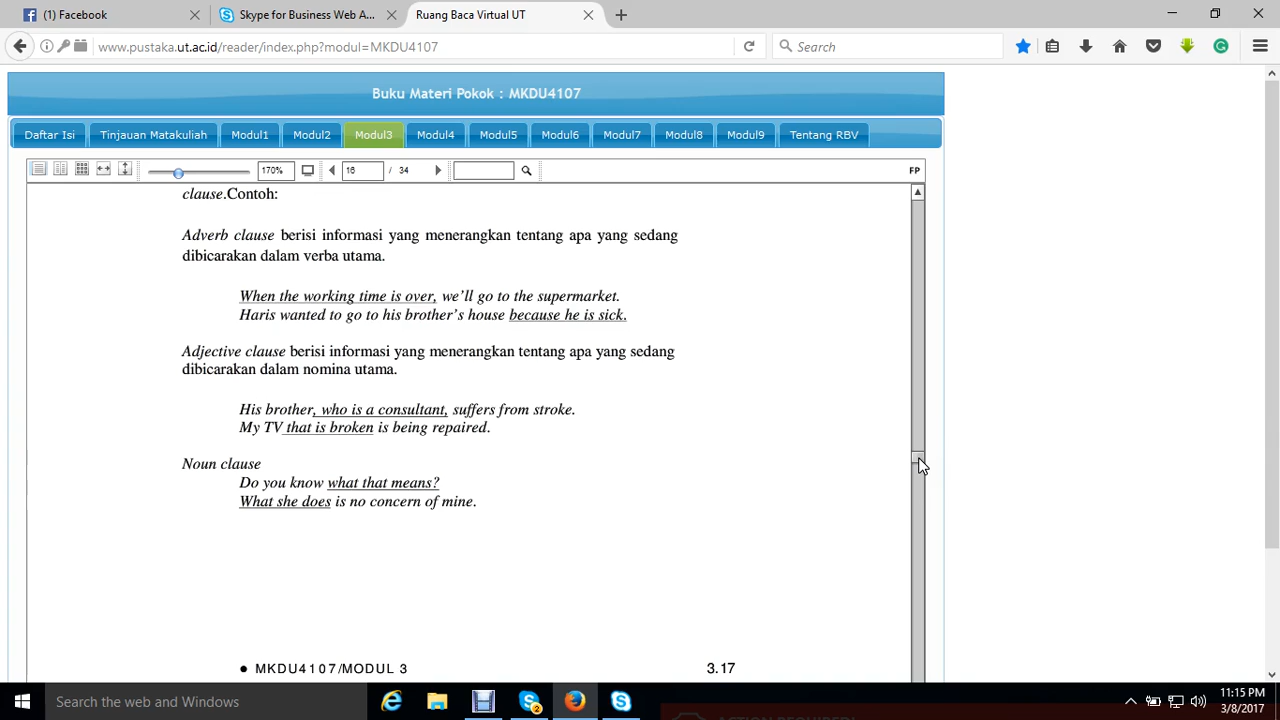 (1) Facebook
Skype for Business Web A...
Ruang Baca Virtual UT
www.pustaka.ut.ac.id/reader/index.php?modul=MKDU4107
Search
Buku Materi Pokok : MKDU4107
Daftar Isi
Tinjauan Matakuliah
Modul1
Modul2
Modul3
Modul4
Modul5
Modul6
Modul7
Modul8
Modul9
Tentang RBV
170%
16 / 34
FP
clause.Contoh:
Adverb clause berisi informasi yang menerangkan tentang apa yang sedang
dibicarakan dalam verba utama.
When the working time is over, we'll go to the supermarket.
Haris wanted to go to his brother's house because he is sick.
Adjective clause berisi informasi yang menerangkan tentang apa yang sedang
dibicarakan dalam nomina utama.
His brother, who is a consultant, suffers from stroke.
My TV that is broken is being repaired.
Noun clause
Do you know what that means?
What she does is no concern of mine.
● MKDU4107/MODUL 3 3.17
Search the web and Windows
11:15 PM
3/8/2017